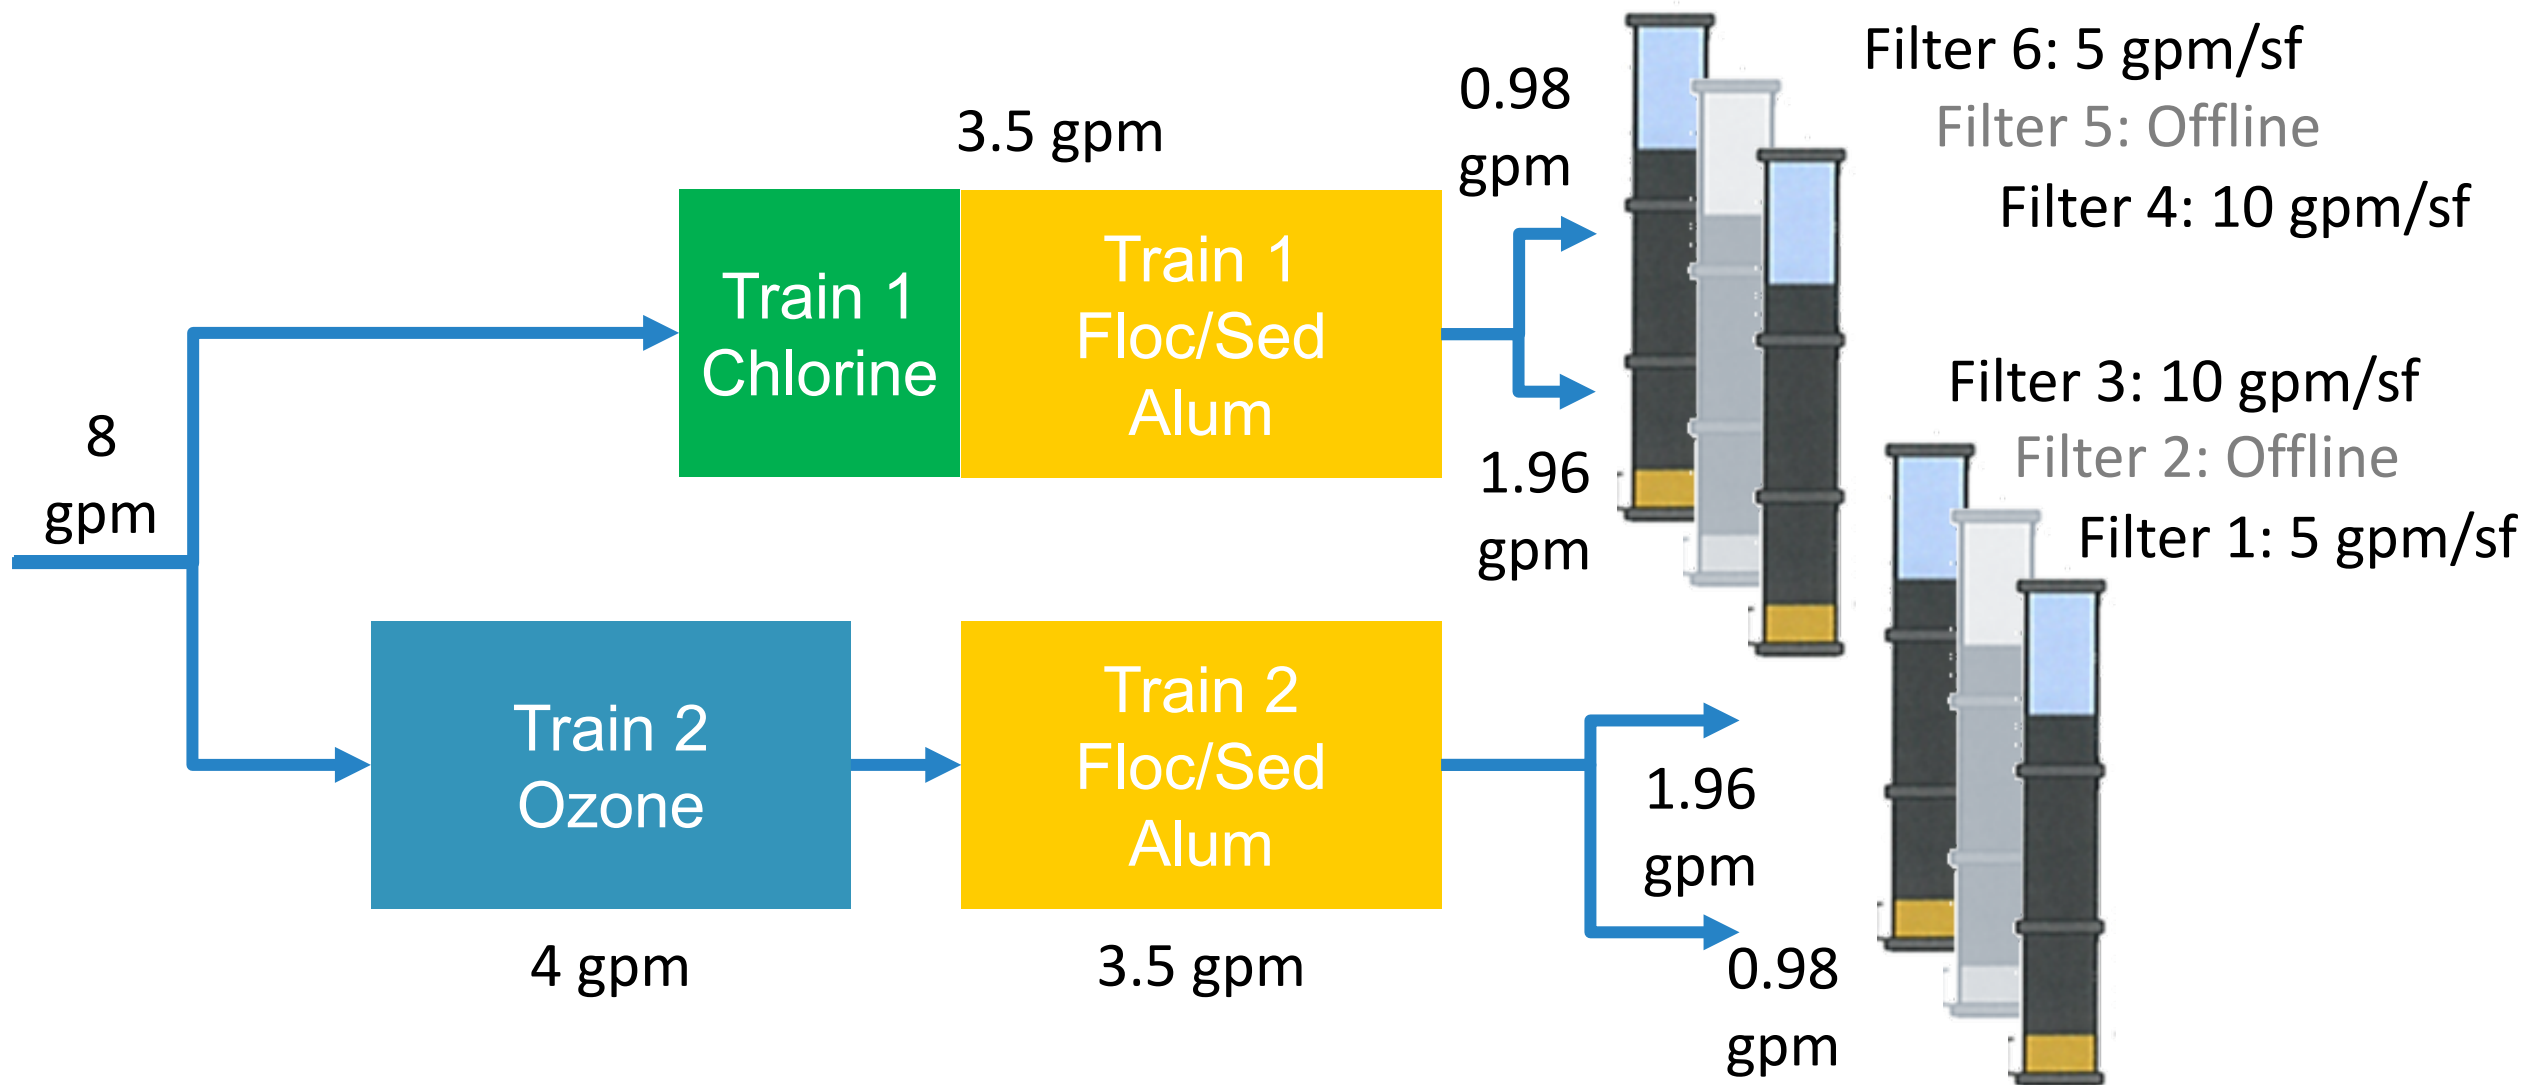 8
gpm
3.5 gpm
Train 1
Chlorine
Train 1
Floc/Sed
Alum
0.98
gpm
1.96
gpm
Filter 6: 5 gpm/sf
Filter 5: Offline
Filter 4: 10 gpm/sf
Filter 3: 10 gpm/sf
Filter 2: Offline
Filter 1: 5 gpm/sf
Train 2
Ozone
4 gpm
Train 2
Floc/Sed
Alum
3.5 gpm
1.96
gpm
0.98
gpm